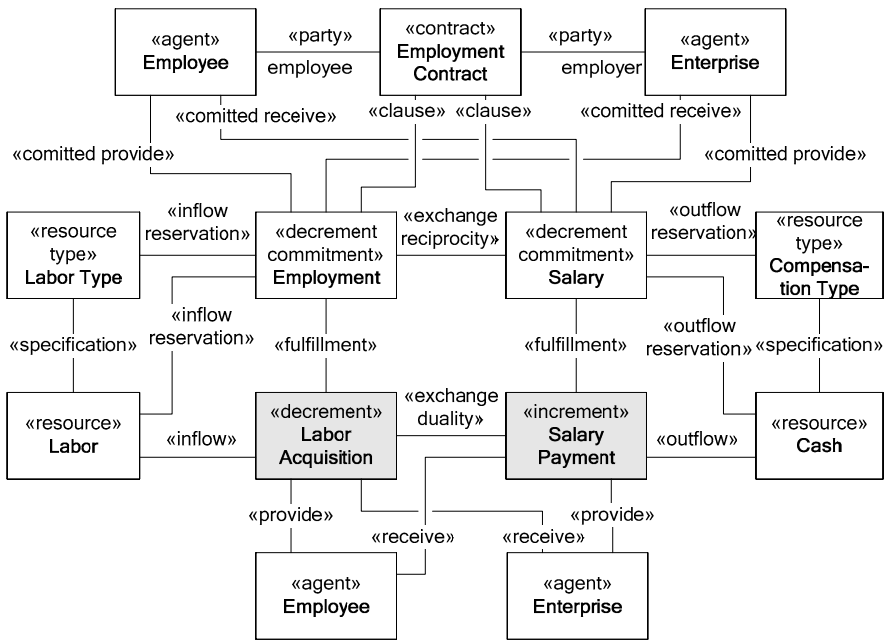 «agent»
Employee
«party»
employee
«contract»
Employment
Contract
«party»
employer
«agent»
Enterprise
«comitted receive»
«clause»
«clause»
«comitted receive»
«comitted provide»
«comitted provide»
«resource
type»
Labor Type
«inflow
reservation»
«decrement
commitment»
Employment
«exchange
reciprocity»
«decrement
commitment»
Salary
«outflow
reservation»
«resource
type»
Compensa-
tion Type
«specification»
«inflow
reservation»
«fulfillment»
«fulfillment»
«outflow
reservation»
«specification»
«resource»
Labor
«inflow»
«decrement»
Labor
Acquisition
«exchange
duality»
«increment»
Salary
Payment
«outflow»
«resource»
Cash
«provide»
«receive»
«receive»
«provide»
«agent»
Employee
«agent»
Enterprise